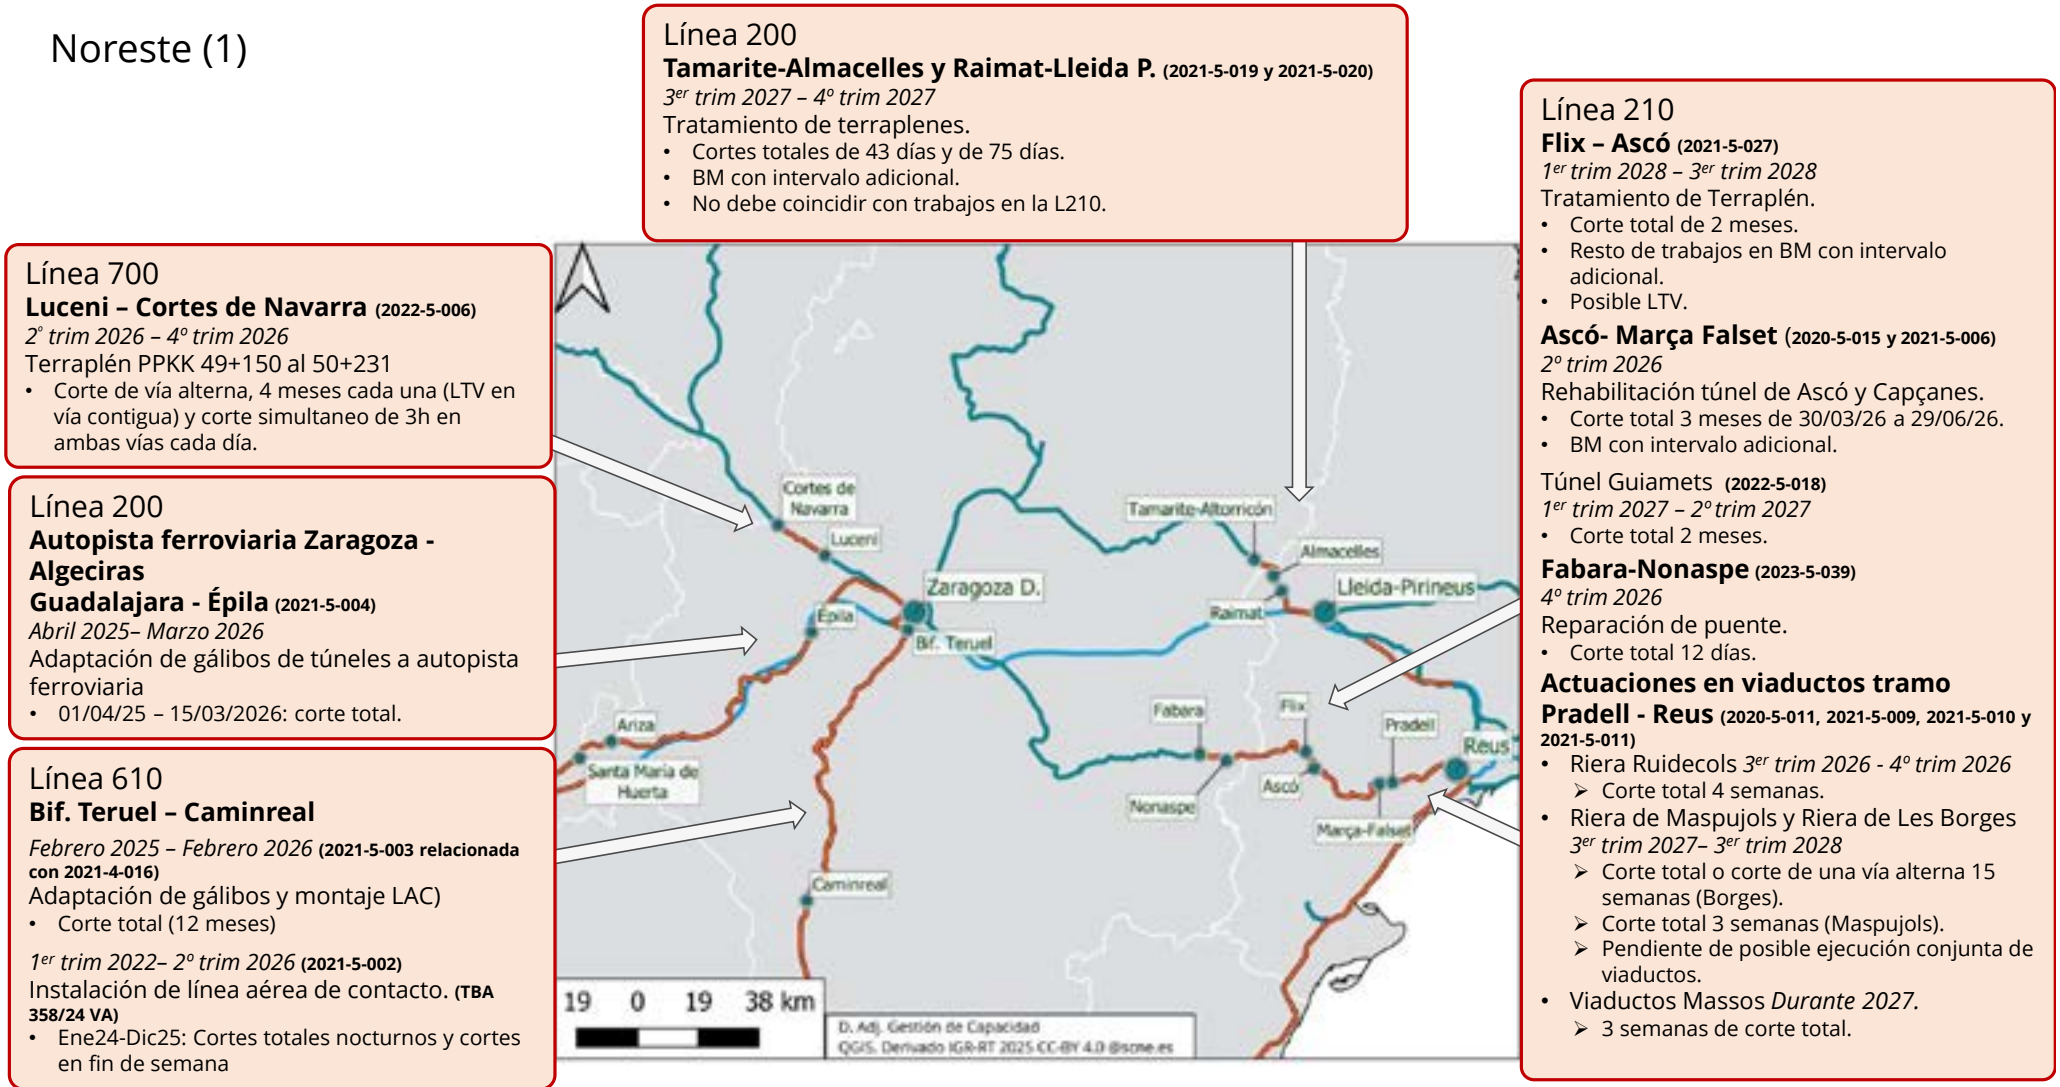 Noreste (1)
Línea 200
Tamarite-Almacelles y Raimat-Lleida P. (2021-5-019 y 2021-5-020)
3er trim 2027 – 4º trim 2027
Tratamiento de terraplenes.
• Cortes totales de 43 días y de 75 días.
• BM con intervalo adicional.
• No debe coincidir con trabajos en la L210.
Línea 700
Luceni – Cortes de Navarra (2022-5-006)
2º trim 2026 – 4º trim 2026
Terraplén PPKK 49+150 al 50+231
• Corte de vía alterna, 4 meses cada una (LTV en
vía contigua) y corte simultaneo de 3h en
ambas vías cada día.
Línea 200
Autopista ferroviaria Zaragoza -
Algeciras
Guadalajara - Épila (2021-5-004)
Abril 2025– Marzo 2026
Adaptación de gálibos de túneles a autopista
ferroviaria
• 01/04/25 – 15/03/2026: corte total.
Línea 610
Bif. Teruel – Caminreal
Febrero 2025 – Febrero 2026 (2021-5-003 relacionada
con 2021-4-016)
Adaptación de gálibos y montaje LAC)
• Corte total (12 meses)
1er trim 2022– 2º trim 2026 (2021-5-002)
Instalación de línea aérea de contacto. (TBA
358/24 VA)
• Ene24-Dic25: Cortes totales nocturnos y cortes
en fin de semana
Cortes de
Navarra
Luceni
Zaragoza D.
Épila
Bif. Teruel
Ariza
Santa María de
Huerta
Caminreal
Tamarite-Altorricón
Almacelles
Lleida-Pirineus
Raimat
Fabara
Flix
Pradell
Reus
Nonaspe
Ascó
Marça-Falset
19 0 19 38 km
D. Adj. Gestión de Capacidad
QGIS. Derivado IGR-RT 2025 CC-BY 4.0 @scne.es
Línea 210
Flix – Ascó (2021-5-027)
1er trim 2028 – 3er trim 2028
Tratamiento de Terraplén.
• Corte total de 2 meses.
• Resto de trabajos en BM con intervalo
adicional.
• Posible LTV.
Ascó- Marça Falset (2020-5-015 y 2021-5-006)
2º trim 2026
Rehabilitación túnel de Ascó y Capçanes.
• Corte total 3 meses de 30/03/26 a 29/06/26.
• BM con intervalo adicional.
Túnel Guiamets (2022-5-018)
1er trim 2027 – 2º trim 2027
• Corte total 2 meses.
Fabara-Nonaspe (2023-5-039)
4º trim 2026
Reparación de puente.
• Corte total 12 días.
Actuaciones en viaductos tramo
Pradell - Reus (2020-5-011, 2021-5-009, 2021-5-010 y
2021-5-011)
• Riera Ruidecols 3er trim 2026 - 4º trim 2026
➢ Corte total 4 semanas.
• Riera de Maspujols y Riera de Les Borges
3er trim 2027– 3er trim 2028
➢ Corte total o corte de una vía alterna 15
semanas (Borges).
➢ Corte total 3 semanas (Maspujols).
➢ Pendiente de posible ejecución conjunta de
viaductos.
• Viaductos Massos Durante 2027.
➢ 3 semanas de corte total.